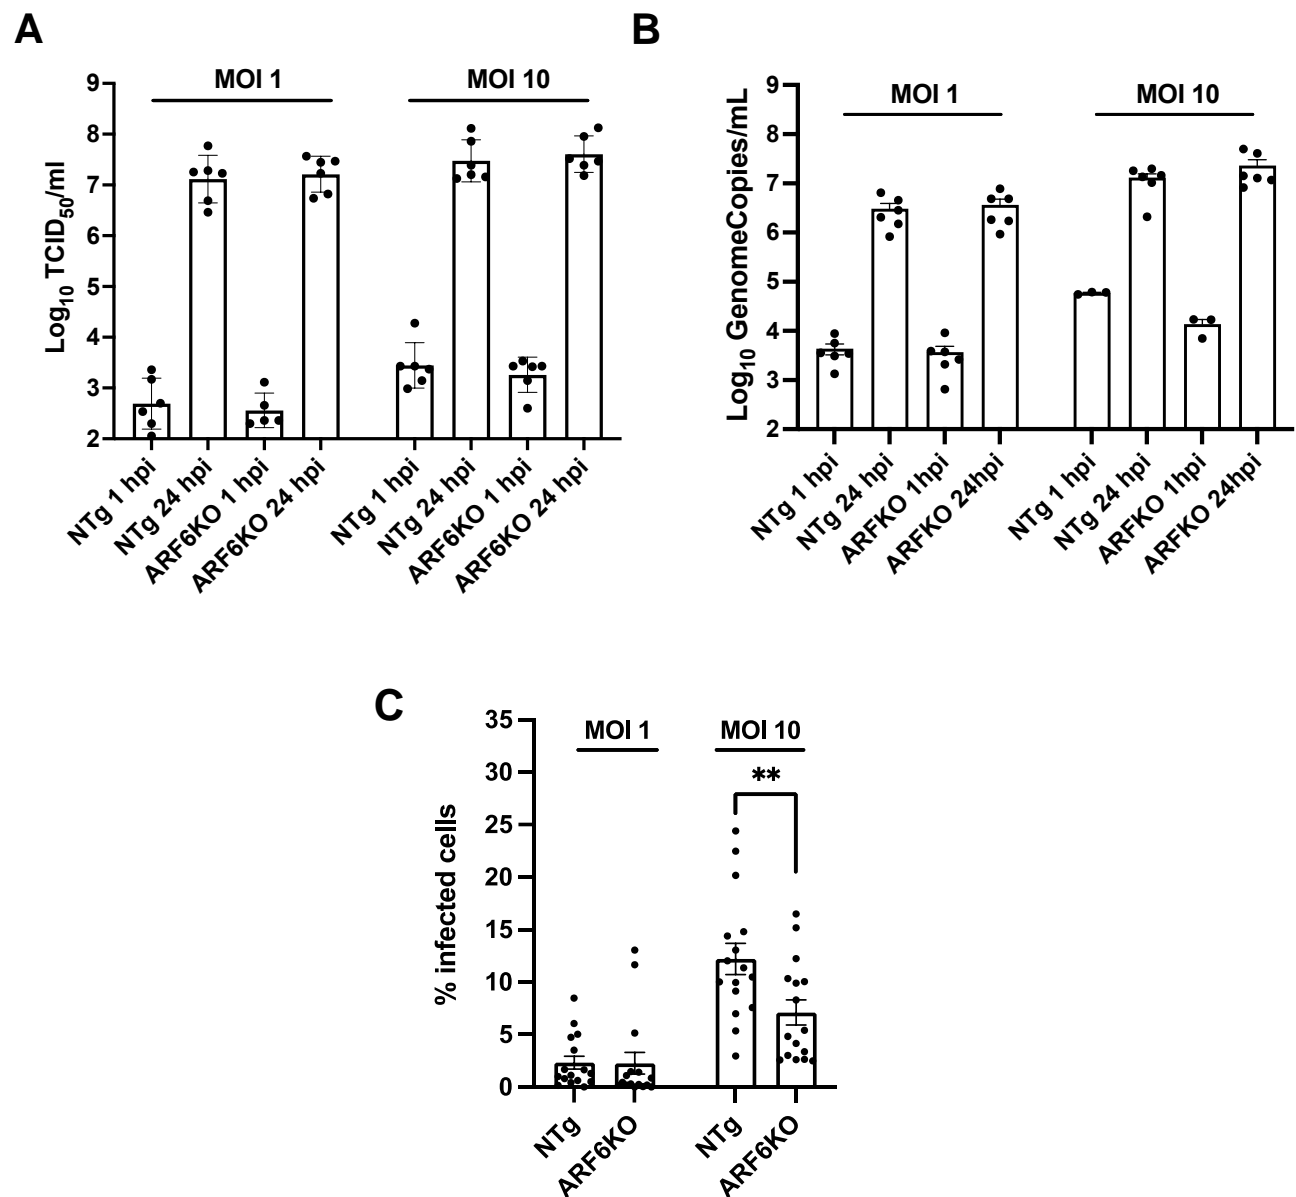 A
MOI 1
MOI 10
Log10 TCID50/ml
9
8
7
6
5
4
3
2
NTg 1 hpi
NTg 24 hpi
ARF6KO 1 hpi
ARF6KO 24 hpi
NTg 1 hpi
NTg 24 hpi
ARF6KO 1 hpi
ARF6KO 24 hpi
B
MOI 1
MOI 10
Log10 GenomeCopies/mL
9
8
7
6
5
4
3
2
NTg 1 hpi
NTg 24 hpi
ARFKO 1hpi
ARFKO 24hpi
NTg 1 hpi
NTg 24 hpi
ARFKO 1hpi
ARFKO 24hpi
C
MOI 1
MOI 10
**
% infected cells
35
30
25
20
15
10
5
0
NTg
ARF6KO
NTg
ARF6KO